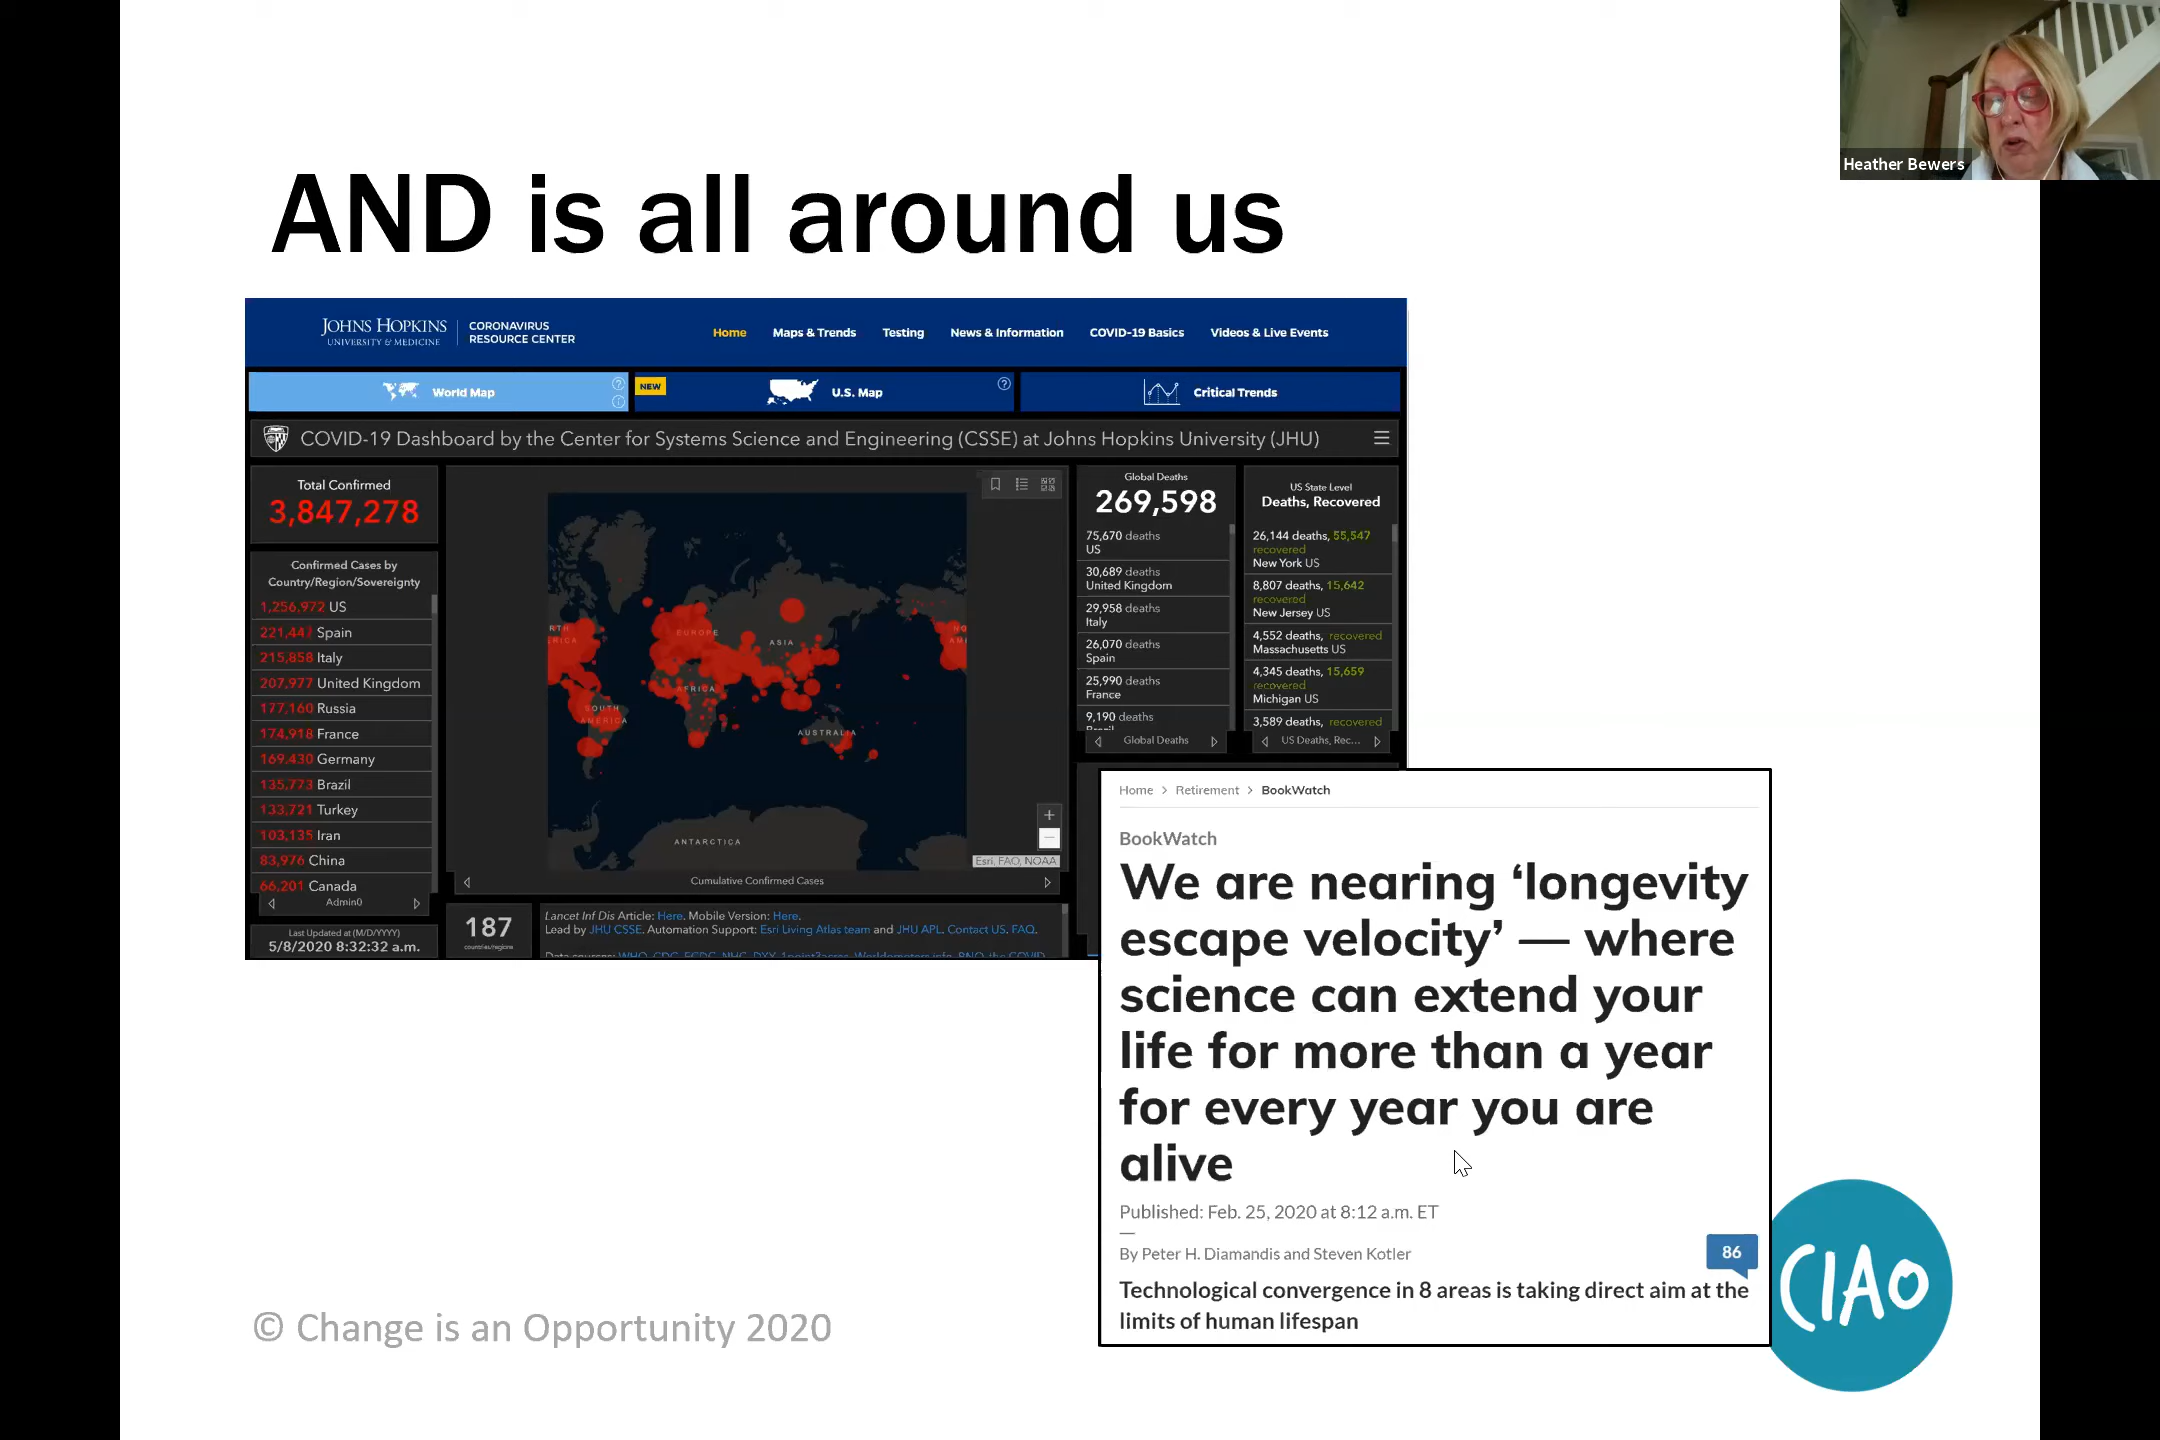 Heather Bewers
AND is all around us
JOHNS HOPKINS
UNIVERSITY & MEDICINE
CORONAVIRUS
RESOURCE CENTER
Home Maps & Trends Testing News & Information COVID-19 Basics Videos & Live Events
World Map
NEW
U.S. Map
Critical Trends
COVID-19 Dashboard by the Center for Systems Science and Engineering (CSSE) at Johns Hopkins University (JHU)
Total Confirmed
3,847,278
Confirmed Cases by
Country/Region/Sovereignty
1,256,972 US
221,447 Spain
215,858 Italy
207,977 United Kingdom
177,160 Russia
174,918 France
169,430 Germany
135,773 Brazil
133,721 Turkey
103,135 Iran
83,976 China
66,201 Canada
Admin0
Last Updated at (M/D/YYYY)
5/8/2020 8:32:32 a.m.
EUROPE
ASIA
AFRICA
SOUTH
AMERICA
AUSTRALIA
ANTARCTICA
Esri, FAO, NOAA
Cumulative Confirmed Cases
187
countries/regions
Lancet Inf Dis Article: Here. Mobile Version: Here.
Lead by JHU CSSE. Automation Support: Esri Living Atlas team and JHU APL. Contact US. FAQ.
Global Deaths
269,598
75,670 deaths
US
30,689 deaths
United Kingdom
29,958 deaths
Italy
26,070 deaths
Spain
25,990 deaths
France
9,190 deaths
Brazil
Global Deaths
US State Level
Deaths, Recovered
26,144 deaths, 55,547
recovered
New York US
8,807 deaths, 15,642
recovered
New Jersey US
4,552 deaths, recovered
Massachusetts US
4,345 deaths, 15,659
recovered
Michigan US
3,589 deaths, recovered
US Deaths, Rec...
Home > Retirement > BookWatch
BookWatch
We are nearing ‘longevity
escape velocity’ — where
science can extend your
life for more than a year
for every year you are
alive
Published: Feb. 25, 2020 at 8:12 a.m. ET
By Peter H. Diamandis and Steven Kotler
86
Technological convergence in 8 areas is taking direct aim at the
limits of human lifespan
CIAO
© Change is an Opportunity 2020